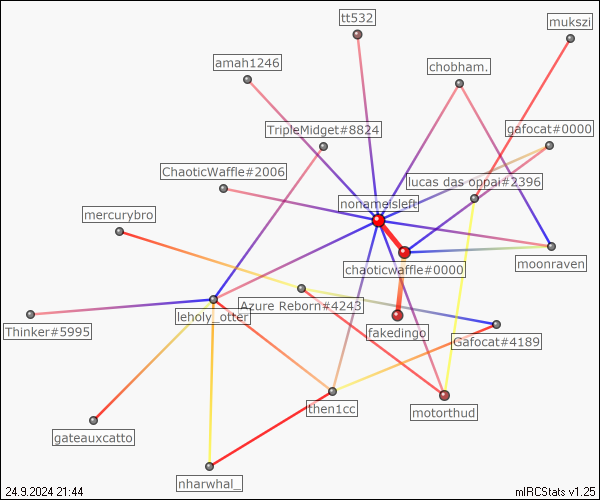 tt532
mukszi
amah1246
chobham.
TripleMidget#8824
gafocat#0000
ChaoticWaffle#2006
lucas das oppai#2396
nonameisleft
mercurybro
chaoticwaffle#0000
moonraven
Azure Reborn#4243
leholy_otter
Thinker#5995
fakedingo
Gafocat#4189
then1cc
motorthud
gateauxcatto
nharwhal_
24.9.2024 21:44
mIRCStats v1.25